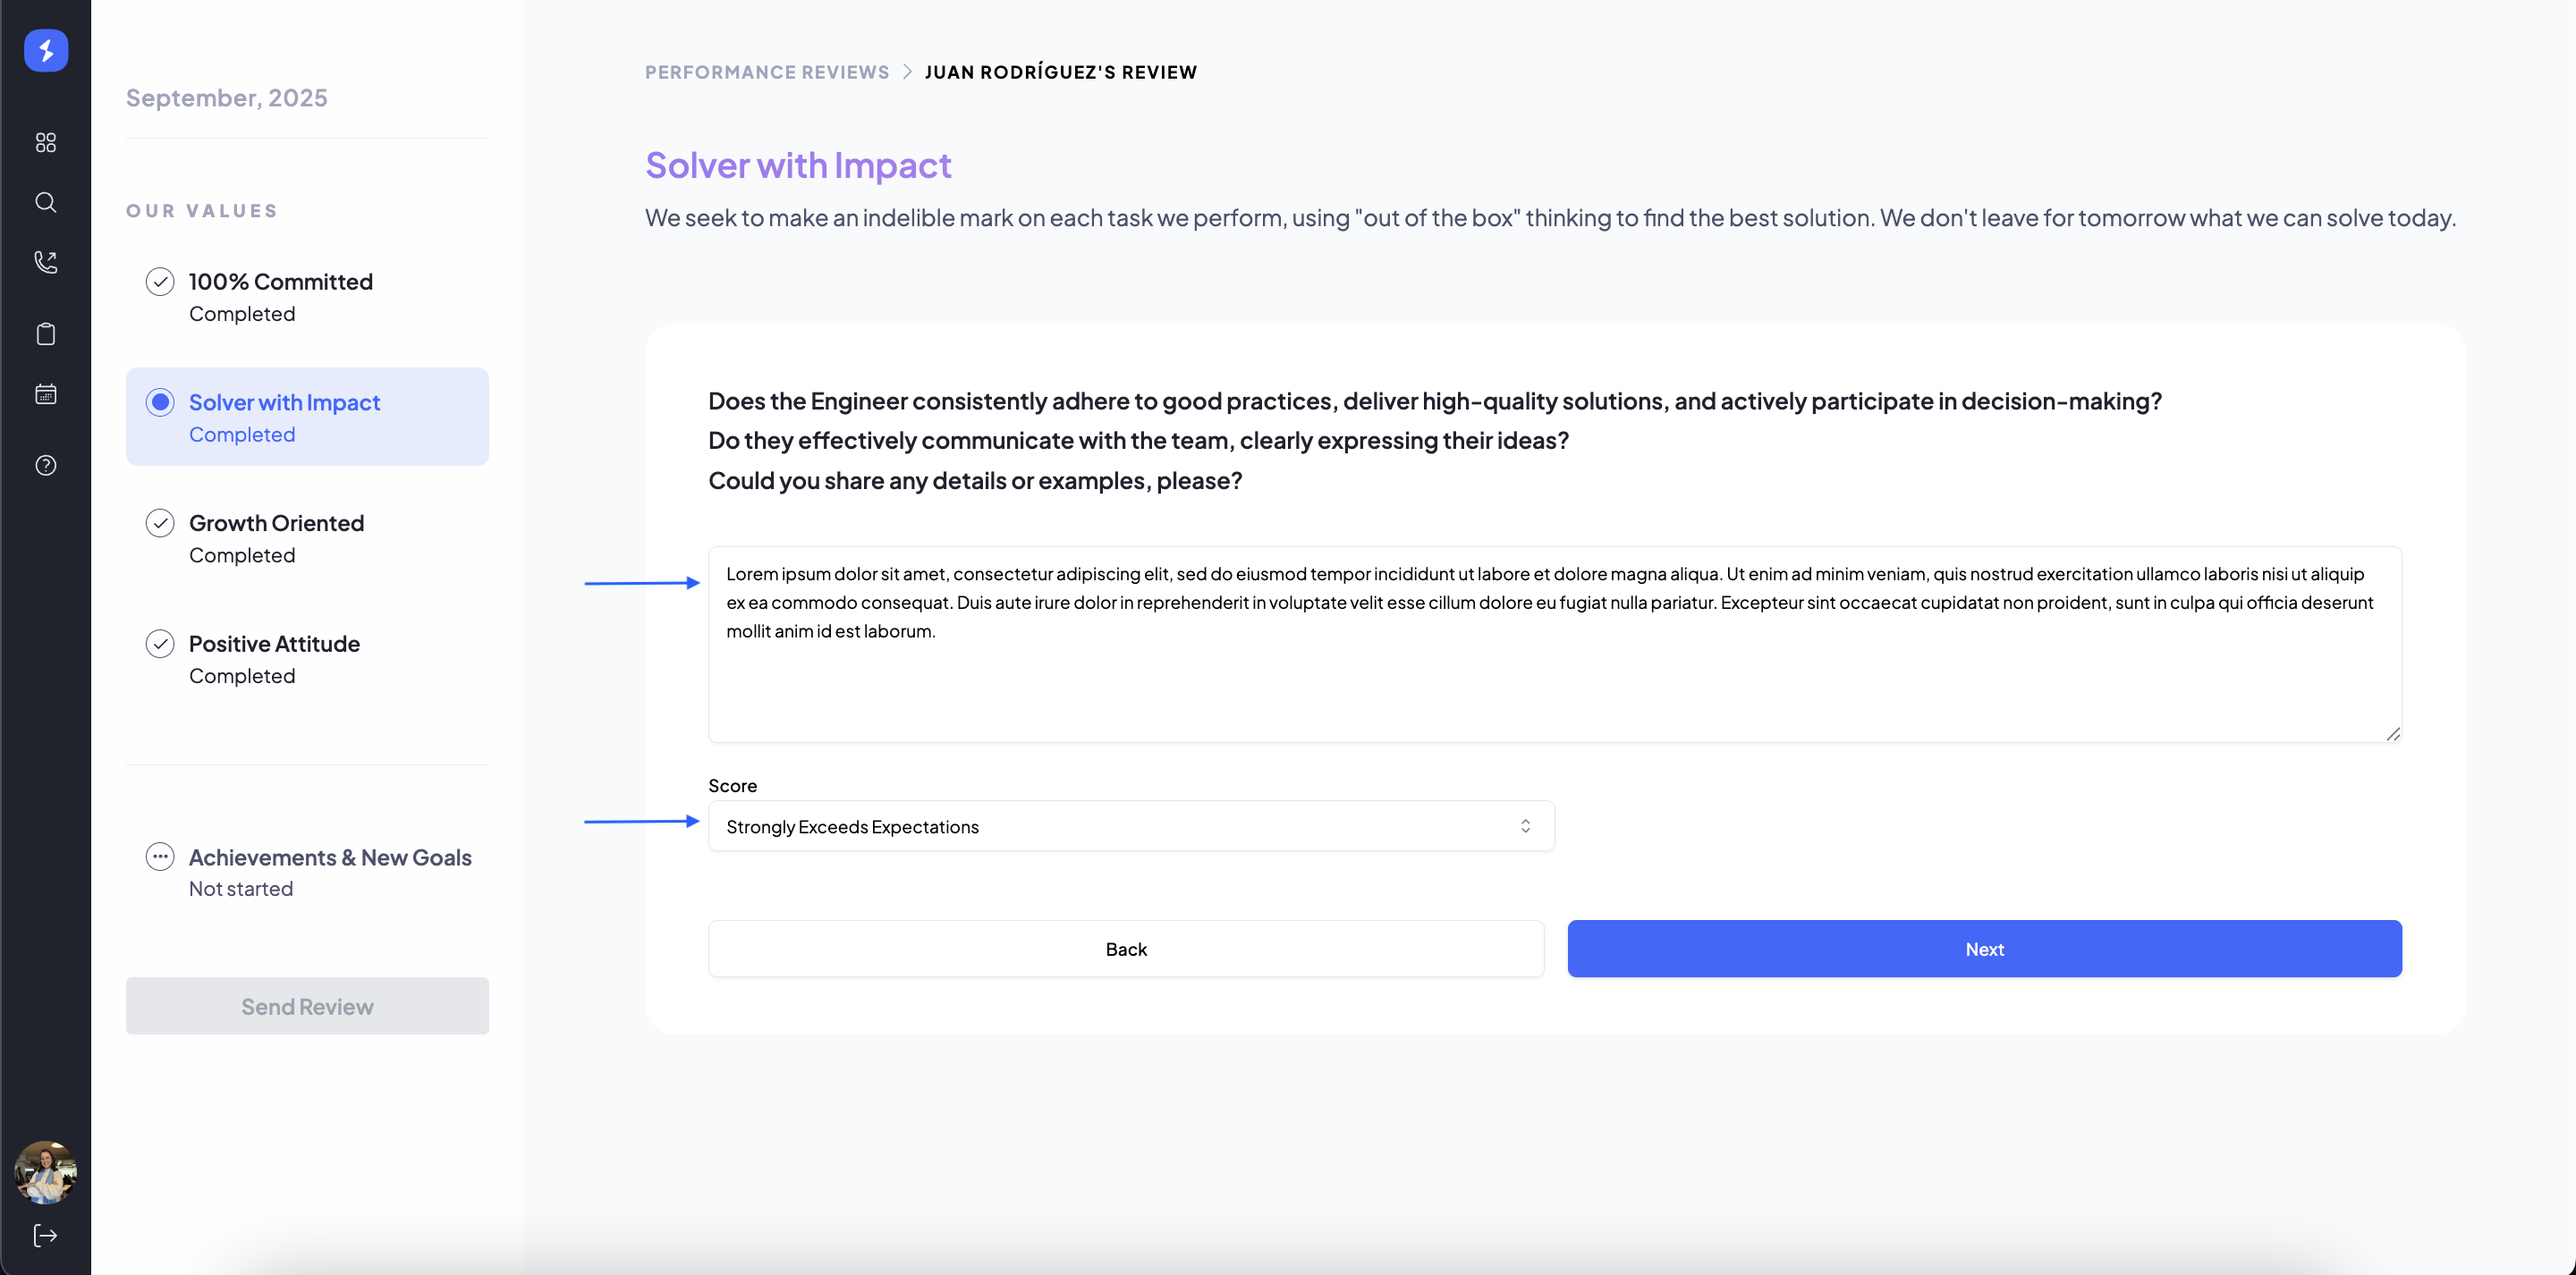 September, 2025
OUR VALUES
100% Committed
Completed
Solver with Impact
Completed
Growth Oriented
Completed
Positive Attitude
Completed
Achievements & New Goals
Not started
Send Review
PERFORMANCE REVIEWS > JUAN RODRÍGUEZ'S REVIEW
Solver with Impact
We seek to make an indelible mark on each task we perform, using "out of the box" thinking to find the best solution. We don't leave for tomorrow what we can solve today.
Does the Engineer consistently adhere to good practices, deliver high-quality solutions, and actively participate in decision-making?
Do they effectively communicate with the team, clearly expressing their ideas?
Could you share any details or examples, please?
Lorem ipsum dolor sit amet, consectetur adipiscing elit, sed do eiusmod tempor incididunt ut labore et dolore magna aliqua. Ut enim ad minim veniam, quis nostrud exercitation ullamco laboris nisi ut aliquip
ex ea commodo consequat. Duis aute irure dolor in reprehenderit in voluptate velit esse cillum dolore eu fugiat nulla pariatur. Excepteur sint occaecat cupidatat non proident, sunt in culpa qui officia deserunt
mollit anim id est laborum.
Score
Strongly Exceeds Expectations
Back
Next